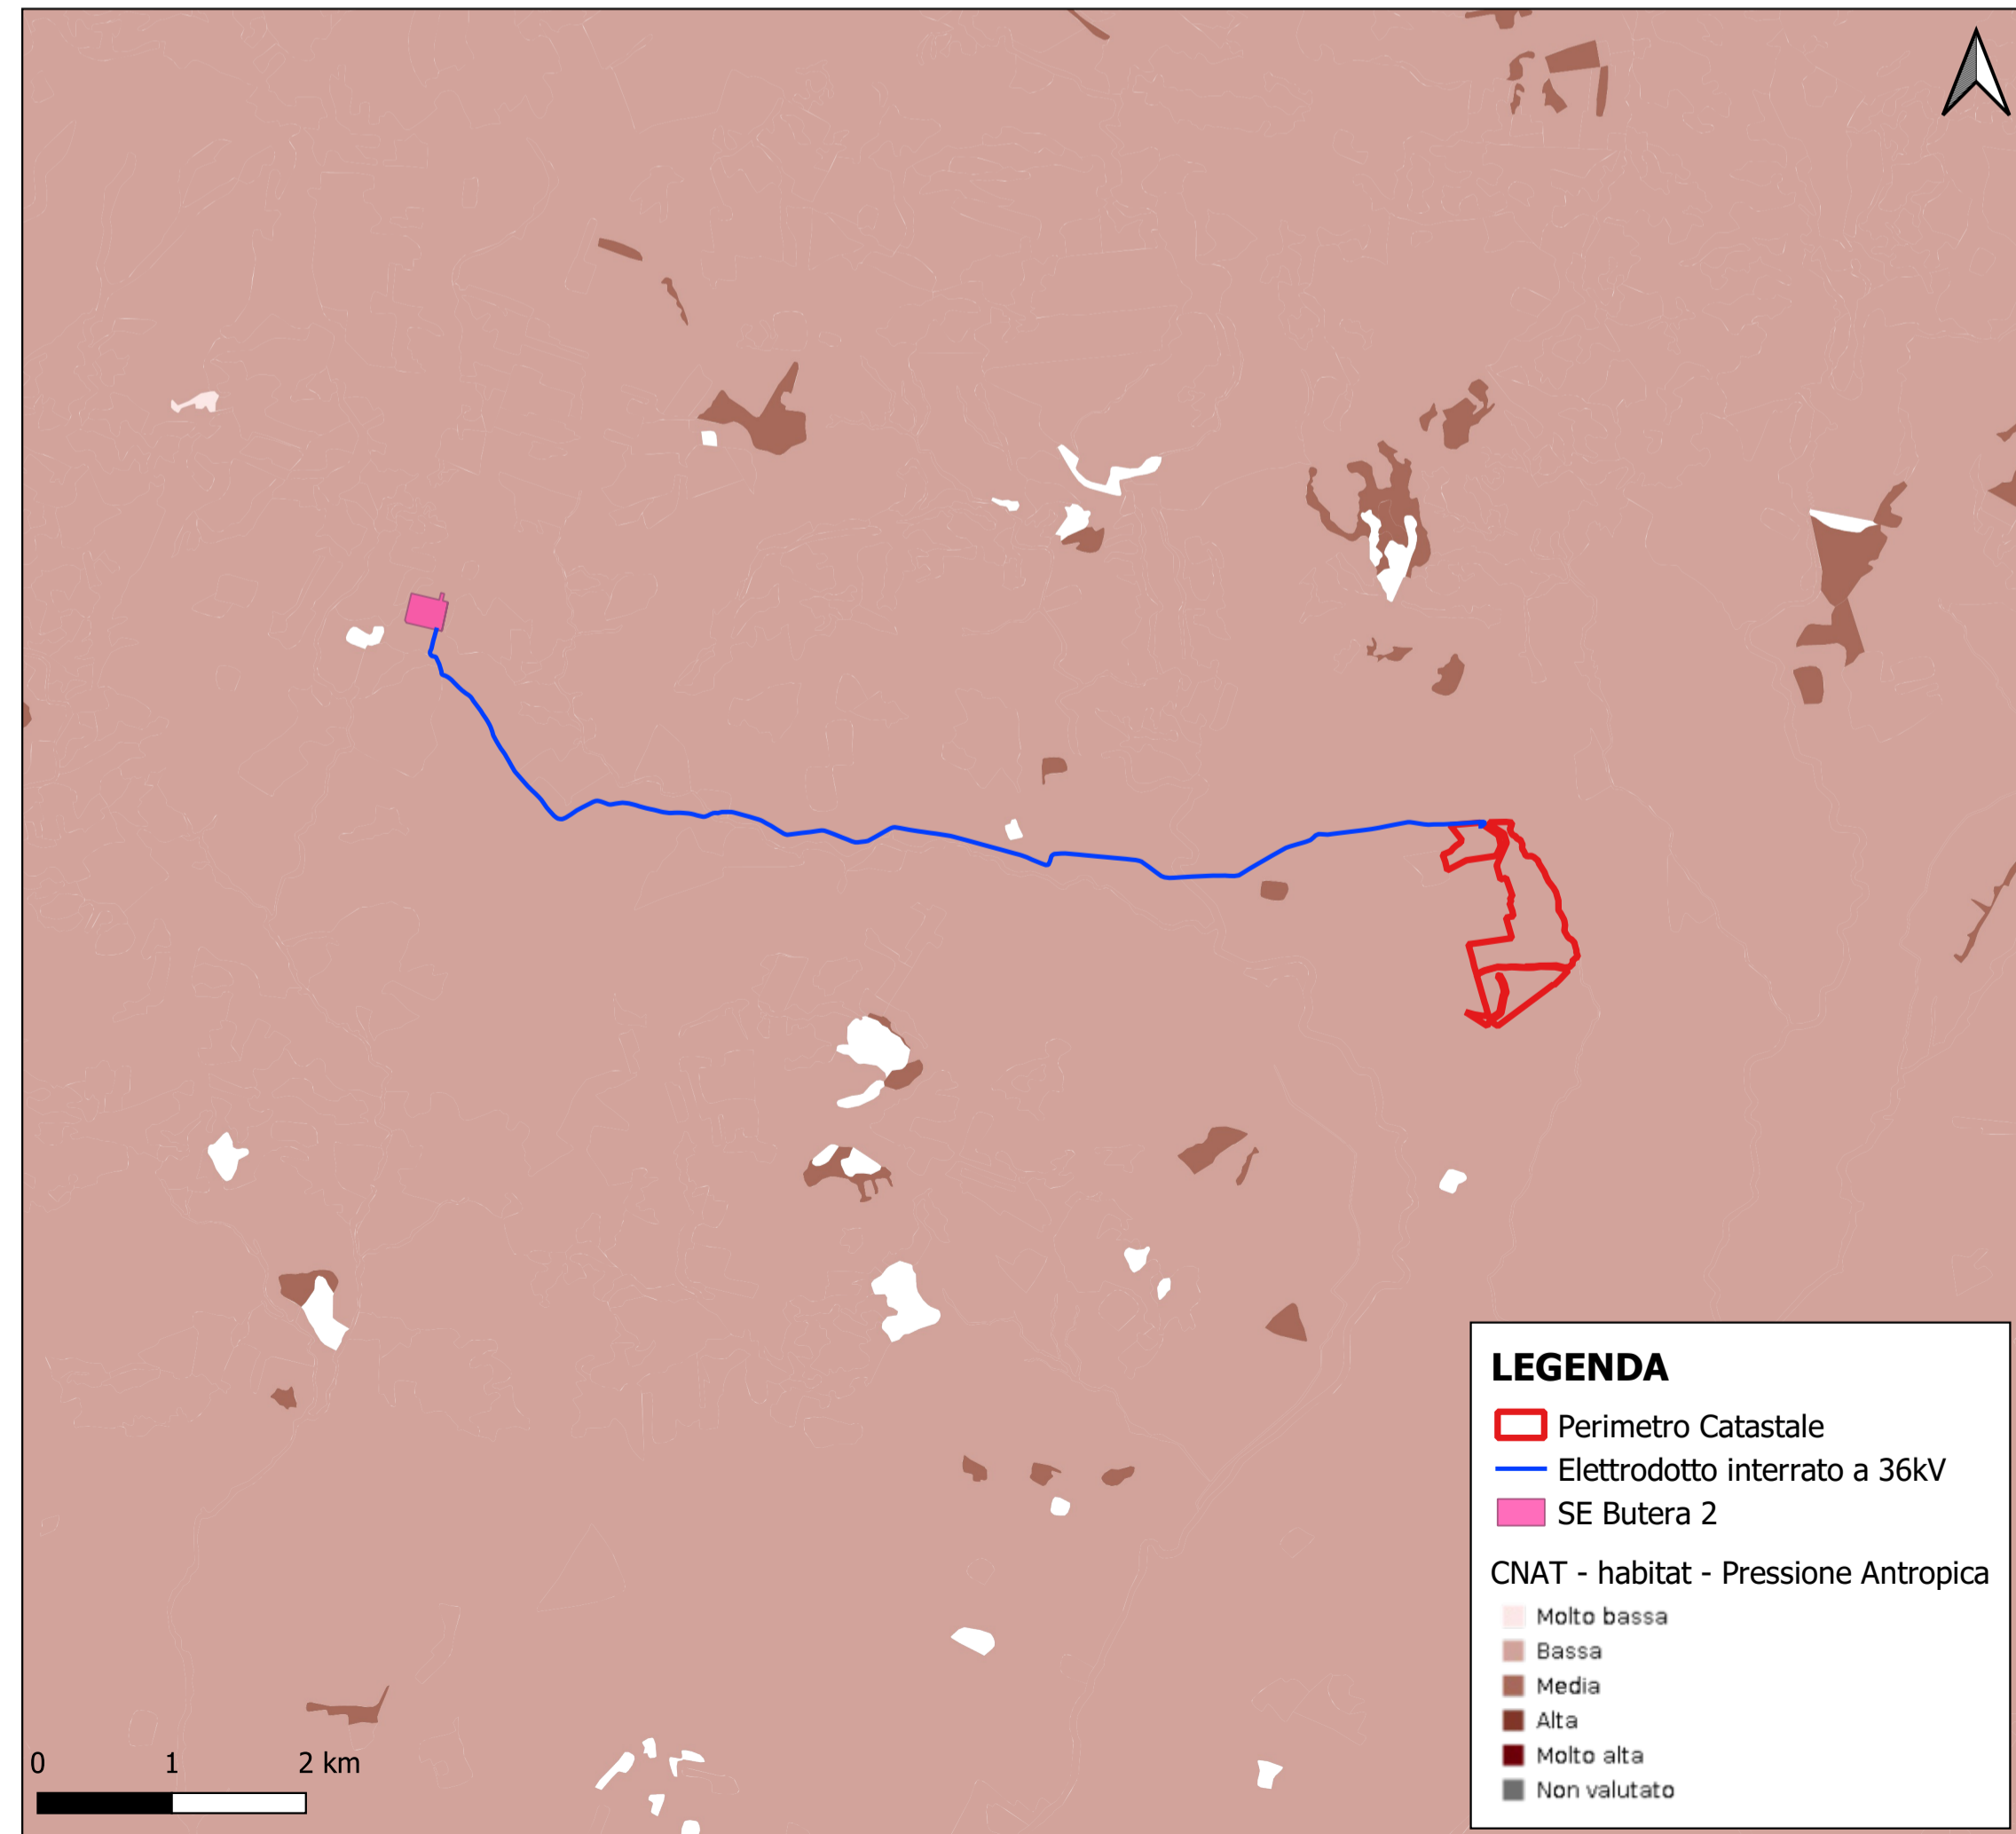 LEGENDA
Perimetro Catastale
Elettrodotto interrato a 36kV
SE Butera 2
CNAT - habitat - Pressione Antropica
Molto bassa
Bassa
Media
Alta
Molto alta
Non valutato
0 1 2 km